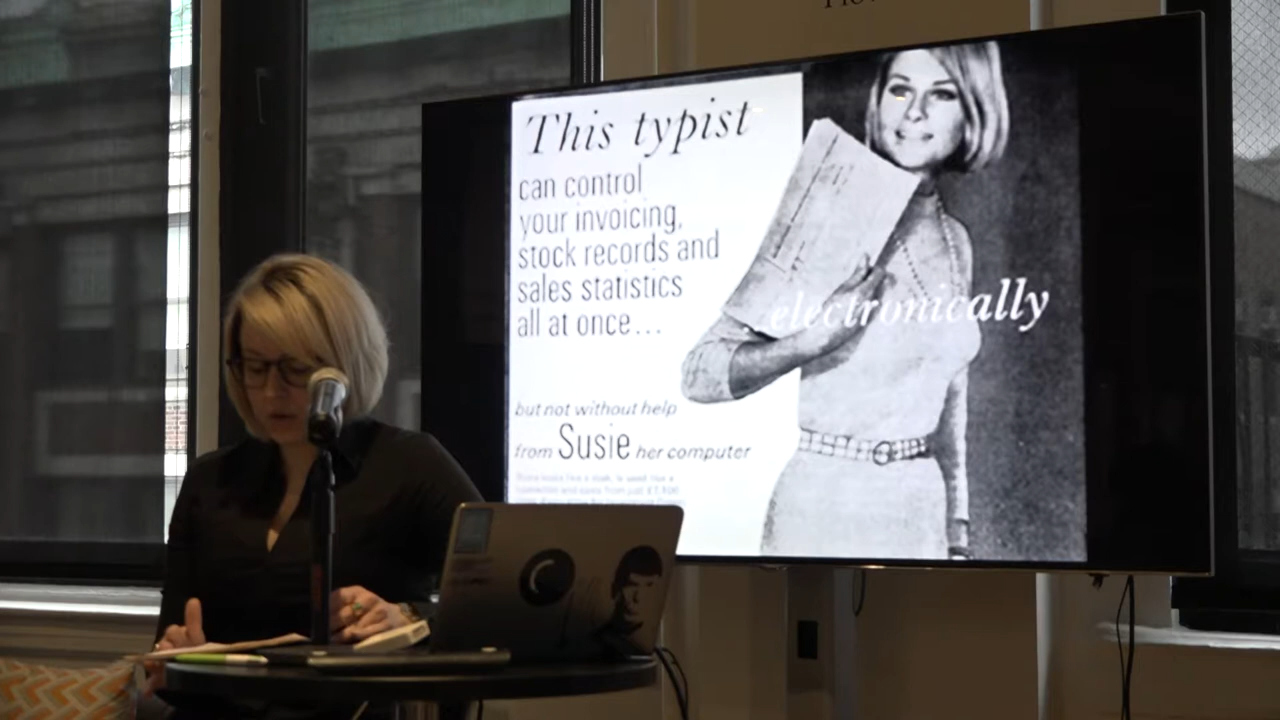 This typist
can control
your invoicing,
stock records and
sales statistics
all at once...
electronically
but not without help
from Susie her computer